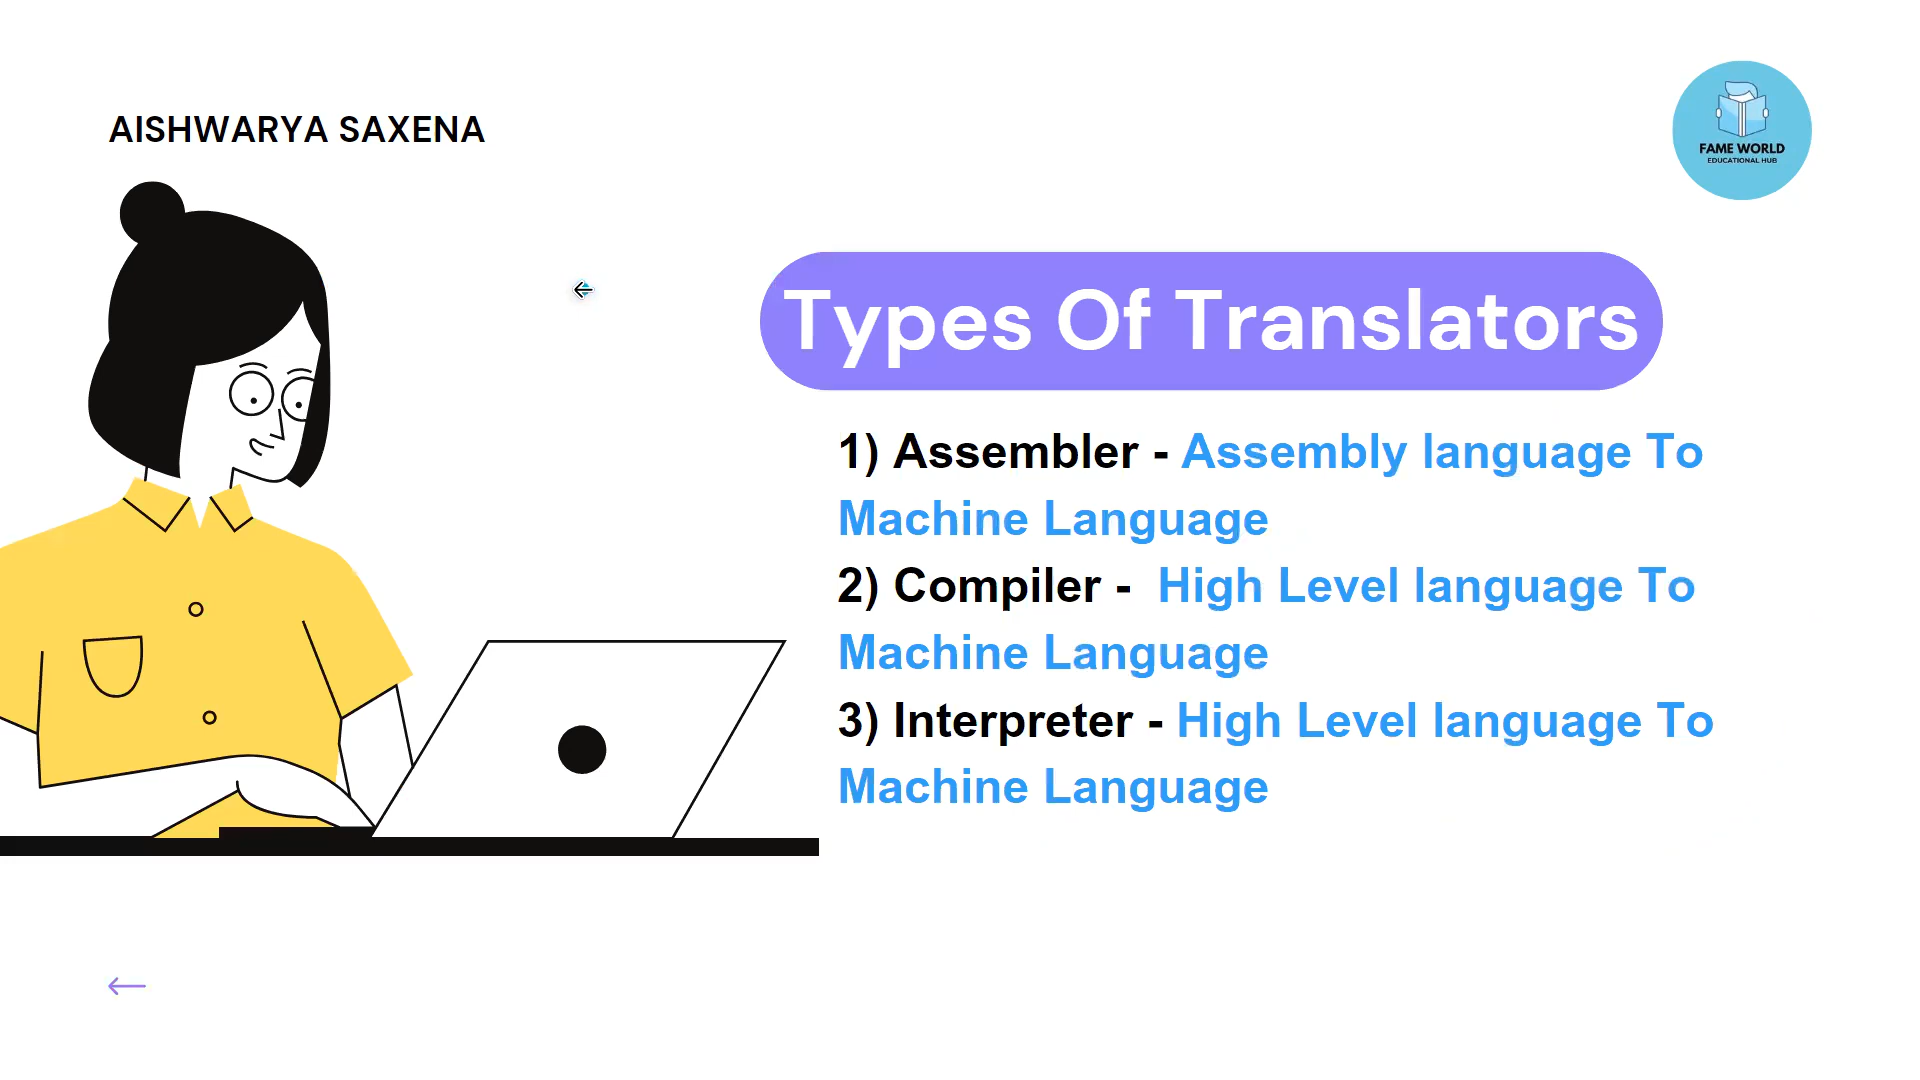 AISHWARYA SAXENA
FAME WORLD
EDUCATIONAL HUB
Types Of Translators
1) Assembler - Assembly language To
Machine Language
2) Compiler -  High Level language To
Machine Language
3) Interpreter - High Level language To
Machine Language